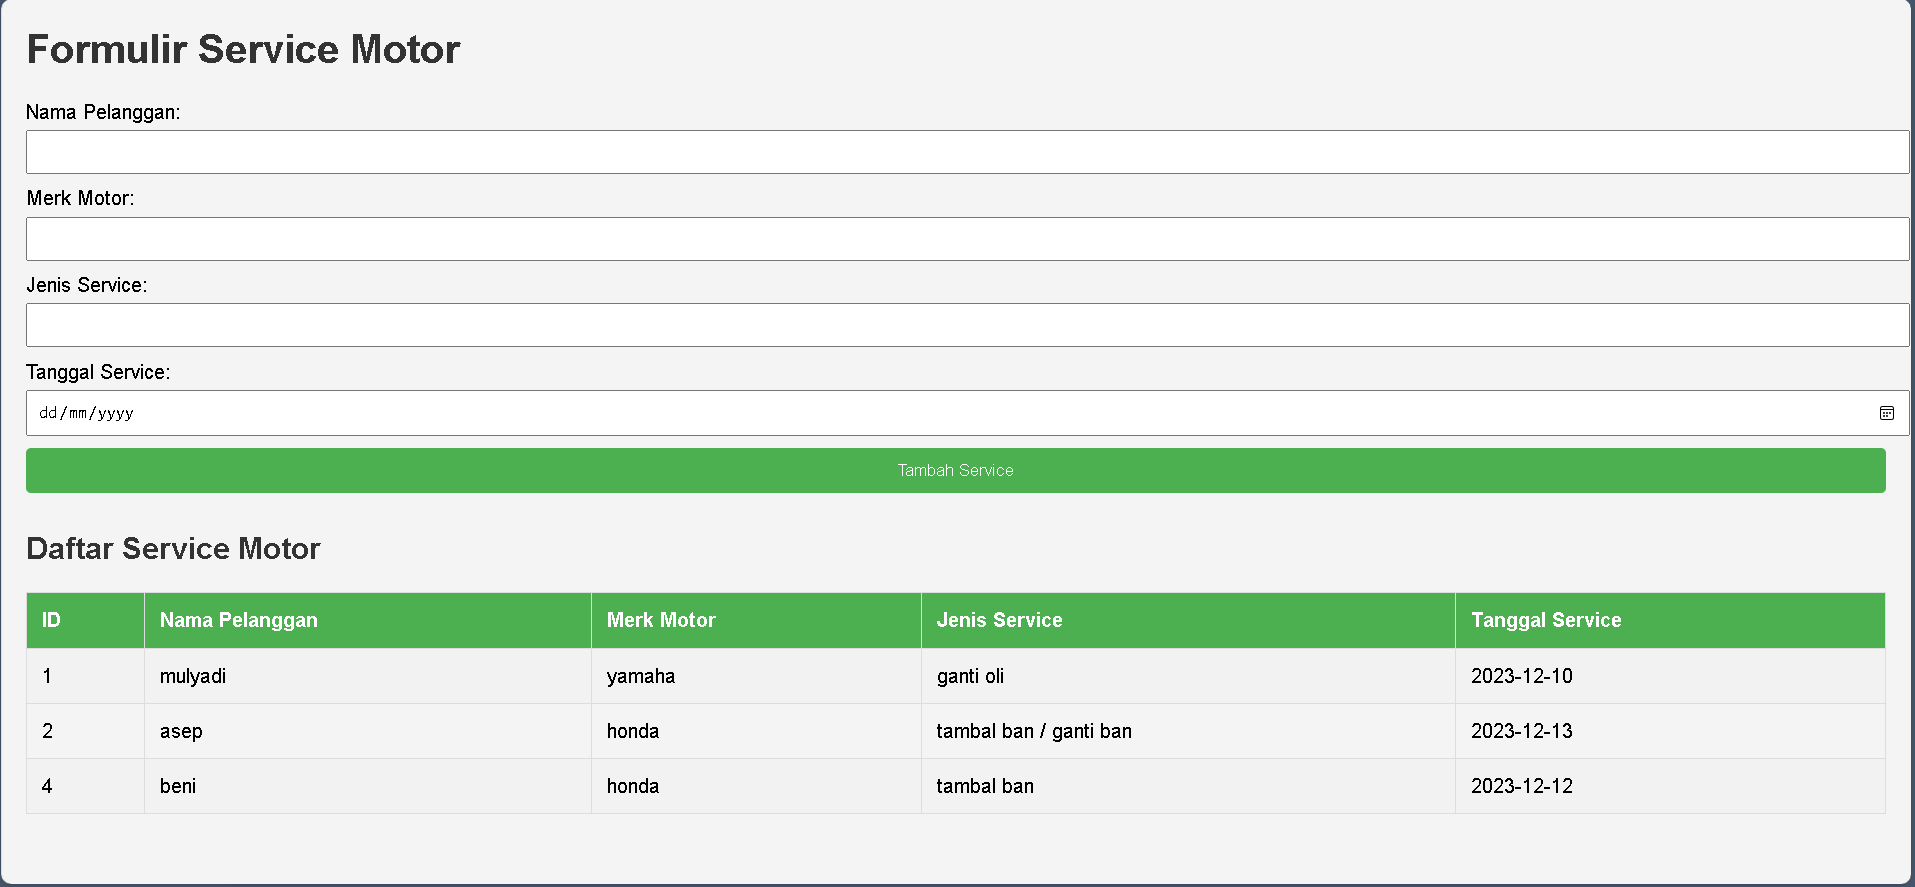 Formulir Service Motor
Nama Pelanggan:
Merk Motor:
Jenis Service:
Tanggal Service:
dd/mm/yyyy
Tambah Service
Daftar Service Motor
ID Nama Pelanggan Merk Motor Jenis Service Tanggal Service
1 mulyadi yamaha ganti oli 2023-12-10
2 asep honda tambal ban / ganti ban 2023-12-13
4 beni honda tambal ban 2023-12-12